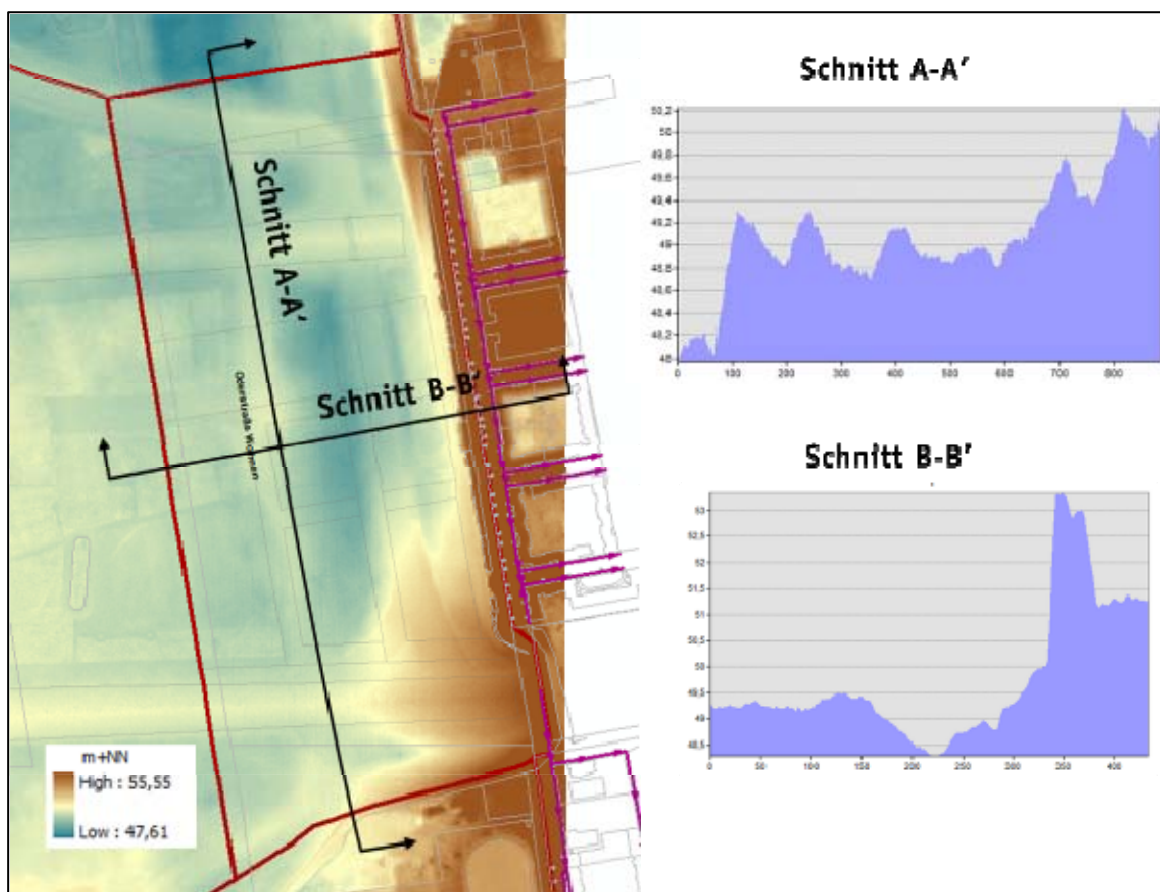 Schnitt A-A'
Schnitt B-B'
Oderstraße Wohnen
m+NN
High : 55,55
Low : 47,61
Schnitt A-A'
50,2
50
49,8
49,6
49,4
49,2
49
48,8
48,6
48,4
48,2
48
0 100 200 300 400 500 600 700 800
Schnitt B-B'
53
52,5
52
51,5
51
50,5
50
49,5
49
48,5
0 50 100 150 200 250 300 350 400